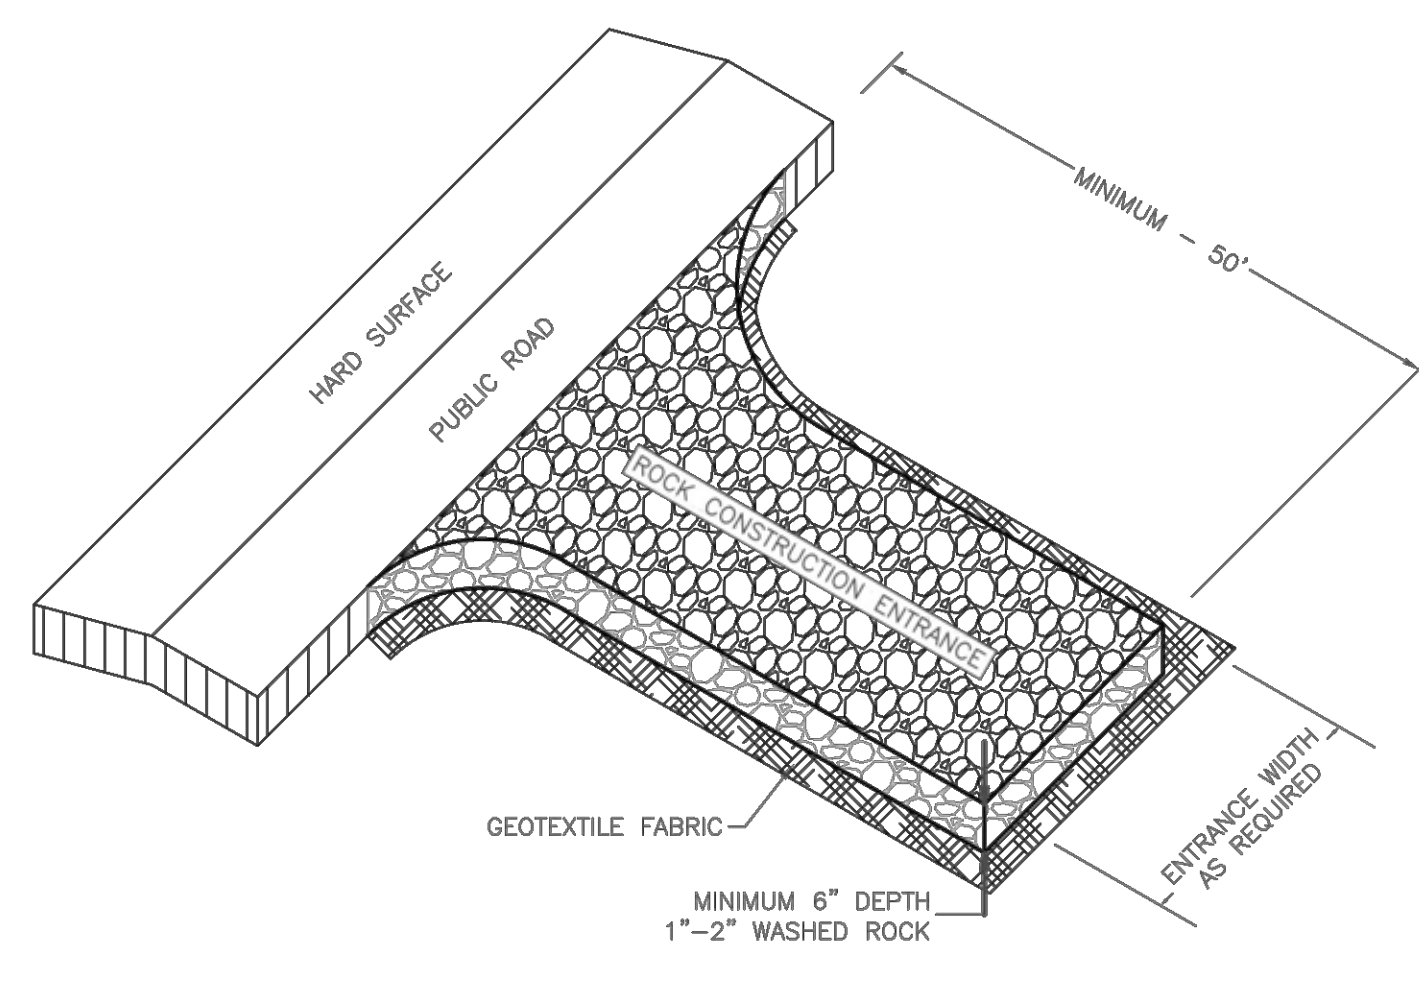 MINIMUM - 50'
HARD SURFACE
PUBLIC ROAD
ROCK CONSTRUCTION ENTRANCE
ENTRANCE WIDTH
AS REQUIRED
GEOTEXTILE FABRIC
MINIMUM 6" DEPTH
1"-2" WASHED ROCK